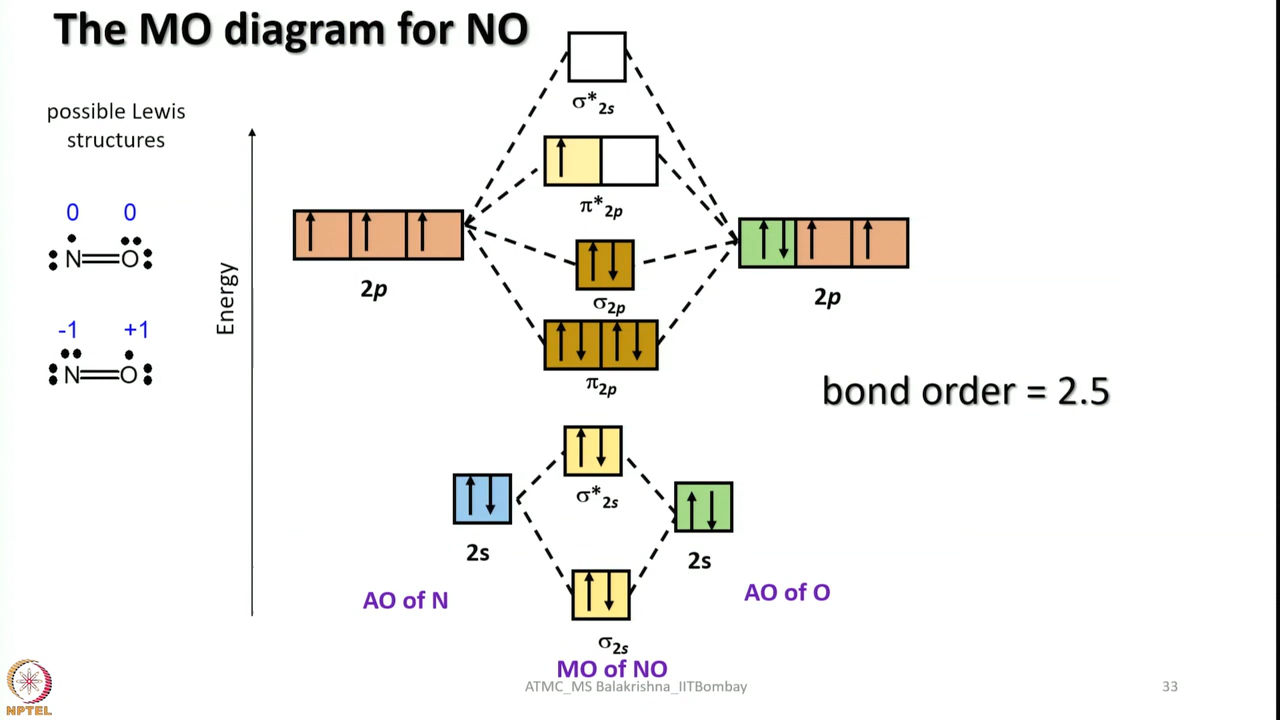 The MO diagram for NO
possible Lewis
structures
0 0
N O
-1 +1
N O
Energy
σ*2s
π*2p
2p
2p
σ2p
π2p
bond order = 2.5
σ*2s
2s
2s
AO of N
AO of O
σ2s
MO of NO
ATMC_MS Balakrishna_IITBombay
33
NPTEL